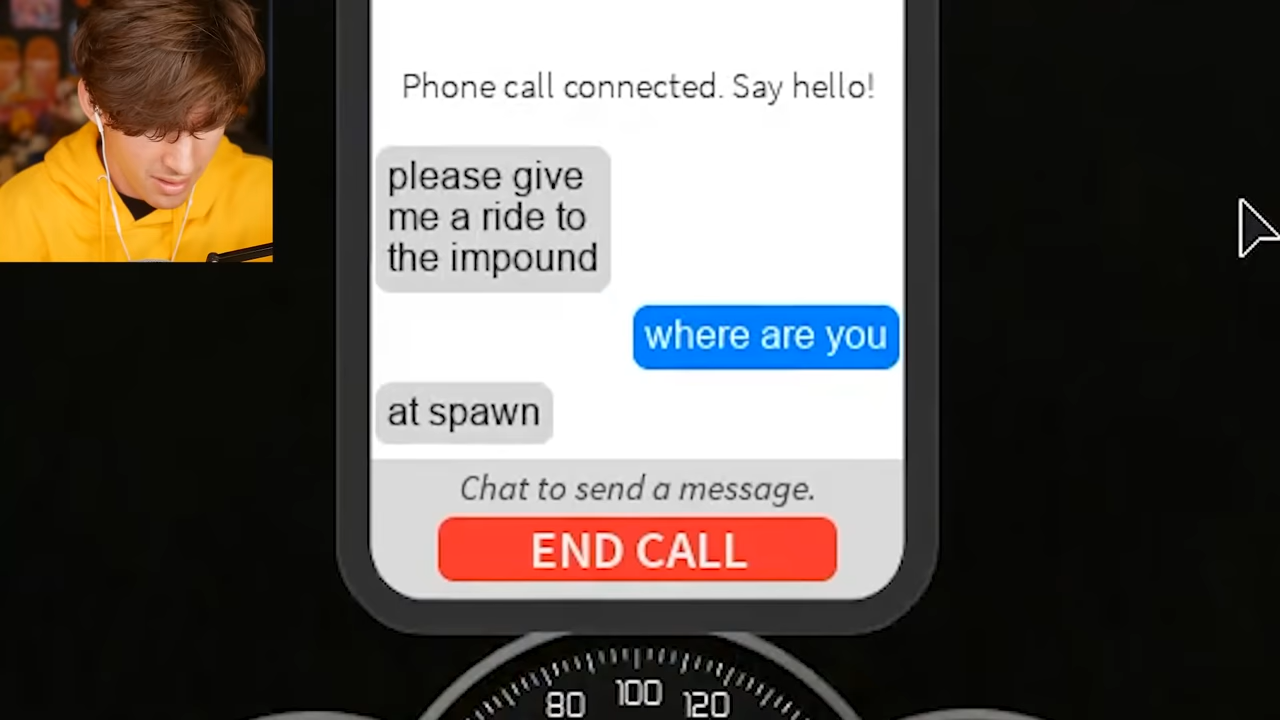 Phone call connected. Say hello!
please give
me a ride to
the impound
where are you
at spawn
Chat to send a message.
END CALL
80 100 120